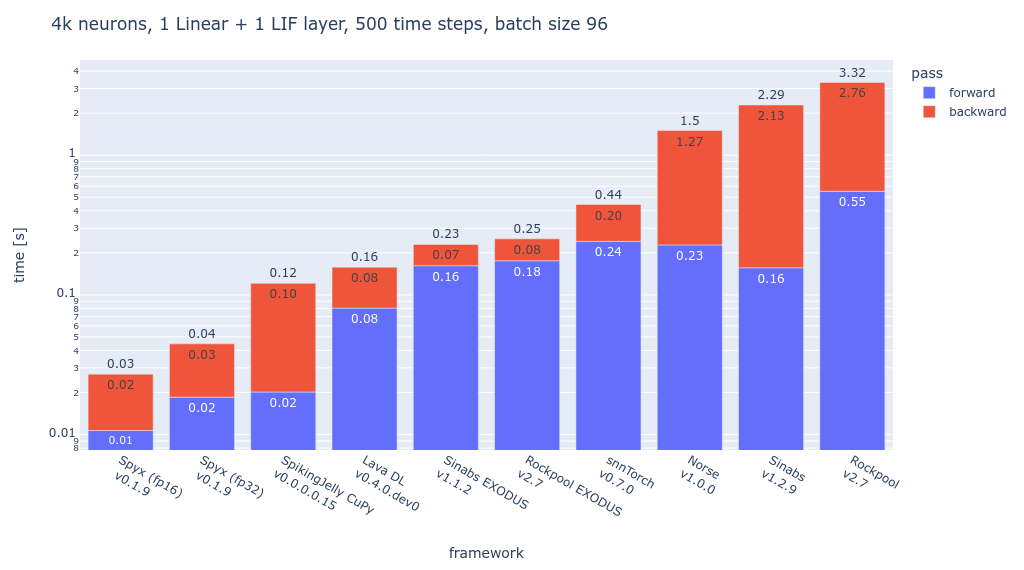 4k neurons, 1 Linear + 1 LIF layer, 500 time steps, batch size 96
pass
forward
backward
time [s]
4
3
2
1
9
8
7
6
5
4
3
2
0.1
9
8
7
6
5
4
3
2
0.01
9
8
0.03
0.02
0.01
0.04
0.03
0.02
0.12
0.10
0.02
0.16
0.08
0.08
0.23
0.07
0.16
0.25
0.08
0.18
0.44
0.20
0.24
1.5
1.27
0.23
2.29
2.13
0.16
3.32
2.76
0.55
Spyx (fp16)
v0.1.9
Spyx (fp32)
v0.1.9
SpikingJelly CuPy
v0.0.0.0.15
Lava DL
v0.4.0.dev0
Sinabs EXODUS
v1.1.2
Rockpool EXODUS
v2.7
snnTorch
v0.7.0
Norse
v1.0.0
Sinabs
v1.2.9
Rockpool
v2.7
framework